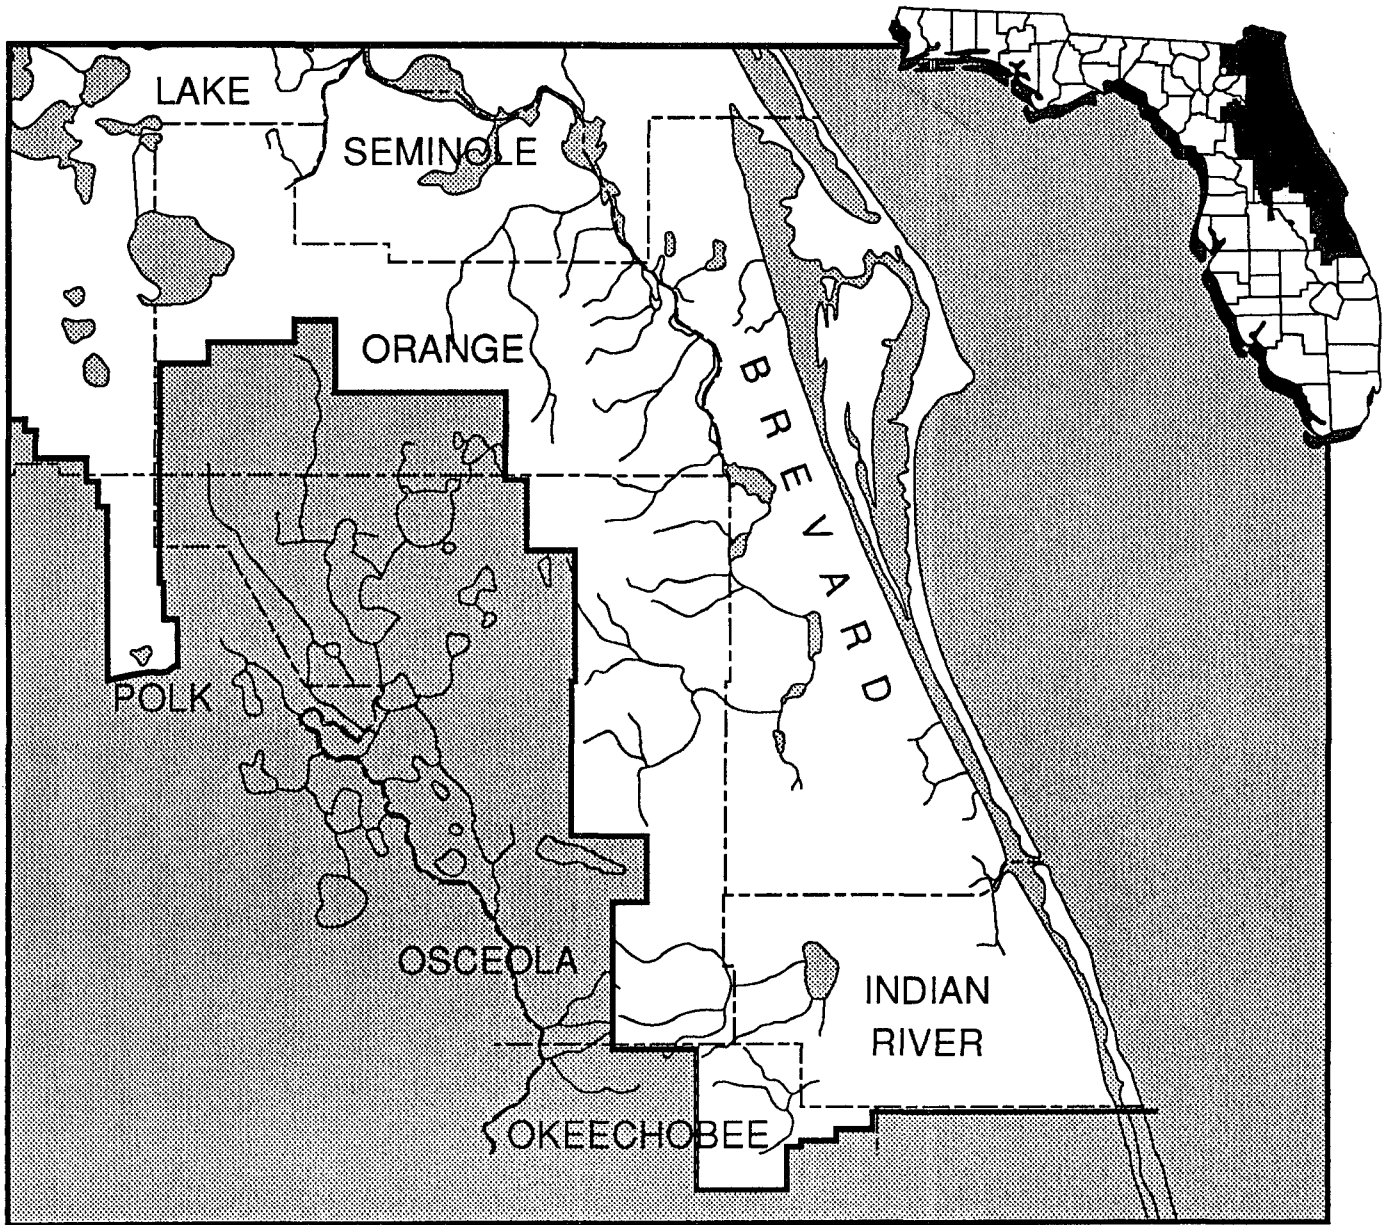 LAKE
SEMINOLE
ORANGE
BREVARD
POLK
OSCEOLA
INDIAN
RIVER
OKEECHOBEE